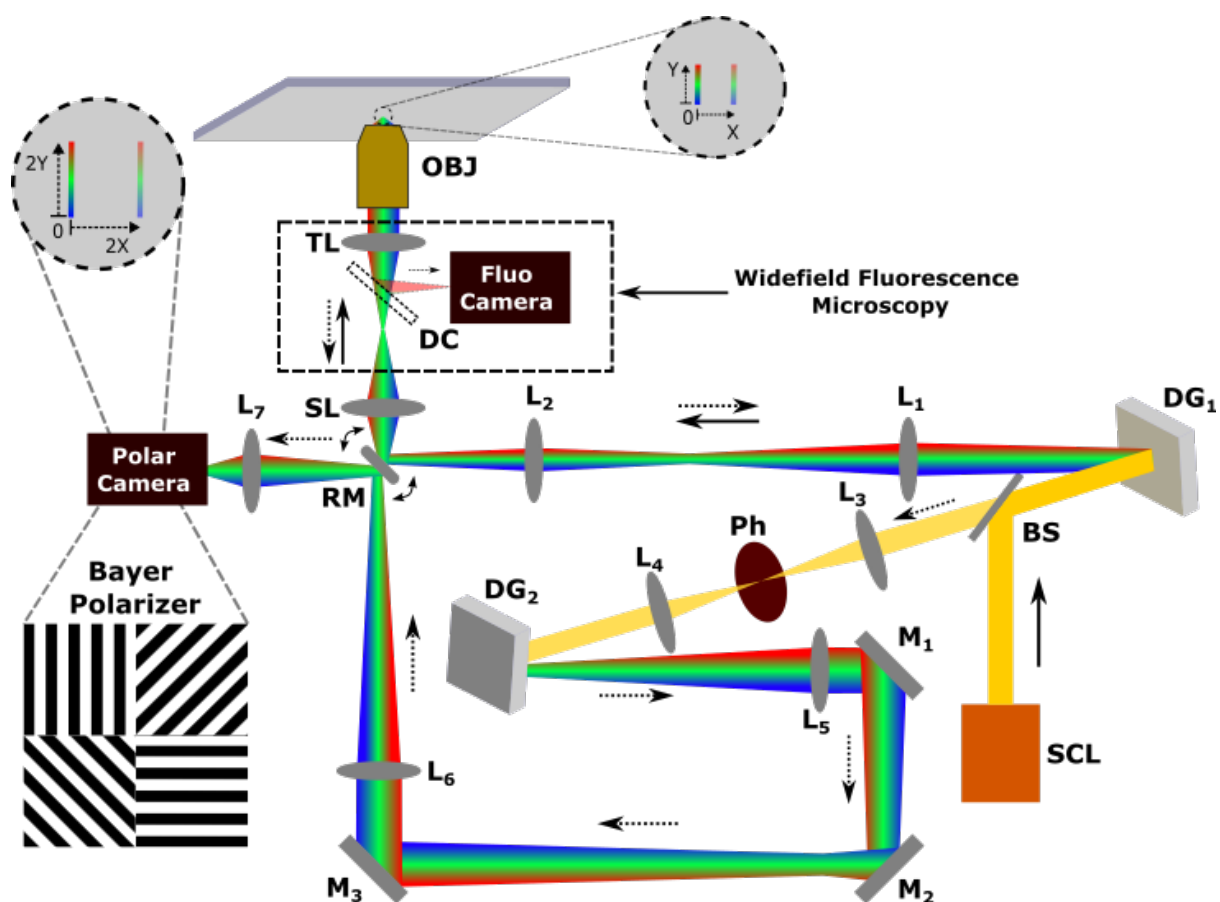 Y
0
X
2Y
0
2X
OBJ
TL
Fluo
Camera
DC
Widefield Fluorescence
Microscopy
SL
L7
L2
L1
DG1
Polar
Camera
RM
L3
BS
Ph
L4
DG2
Bayer
Polarizer
M1
L5
SCL
L6
M3
M2